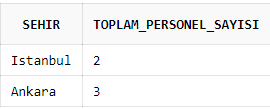 SEHIR TOPLAM_PERSONEL_SAYISI
Istanbul 2
Ankara 3